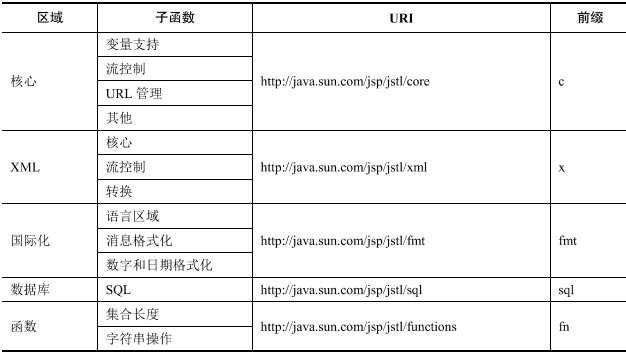 区域 子函数 URI 前缀
变量支持
流控制
核心 http://java.sun.com/jsp/jstl/core c
URL 管理
其他
核心
XML 流控制 http://java.sun.com/jsp/jstl/xml x
转换
语言区域
国际化 消息格式化 http://java.sun.com/jsp/jstl/fmt fmt
数字和日期格式化
数据库 SQL http://java.sun.com/jsp/jstl/sql sql
集合长度
函数 http://java.sun.com/jsp/jstl/functions fn
字符串操作